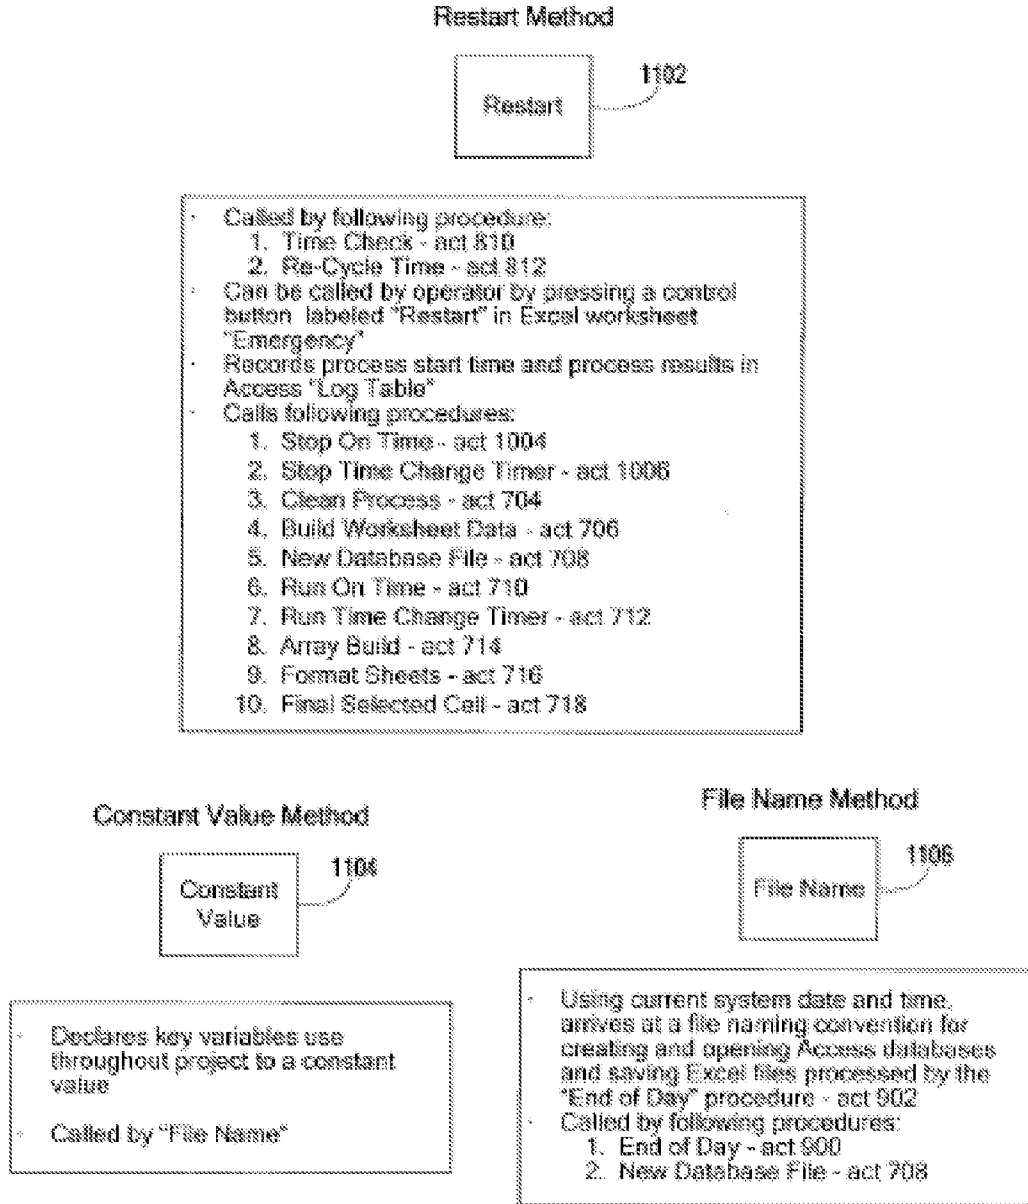 Restart Method
1102
Restart
· Called by following procedure:
1. Time Check - act 810
2. Re-Cycle Time - act 812
· Can be called by operator by pressing a control
button labeled "Restart" in Excel worksheet
"Emergency"
· Records process start time and process results in
Access "Log Table"
· Calls following procedures:
1. Stop On Time - act 1004
2. Stop Time Change Timer - act 1006
3. Clean Process - act 704
4. Build Worksheet Data - act 706
5. New Database File - act 708
6. Run On Time - act 710
7. Run Time Change Timer - act 712
8. Array Build - act 714
9. Format Sheets - act 716
10. Final Selected Cell - act 718
Constant Value Method
1104
Constant
Value
· Declares key variables use
throughout project to a constant
value
· Called by "File Name"
File Name Method
1106
File Name
· Using current system date and time,
arrives at a file naming convention for
creating and opening Access databases
and saving Excel files processed by the
"End of Day" procedure - act 902
· Called by following procedures:
1. End of Day - act 900
2. New Database File - act 708